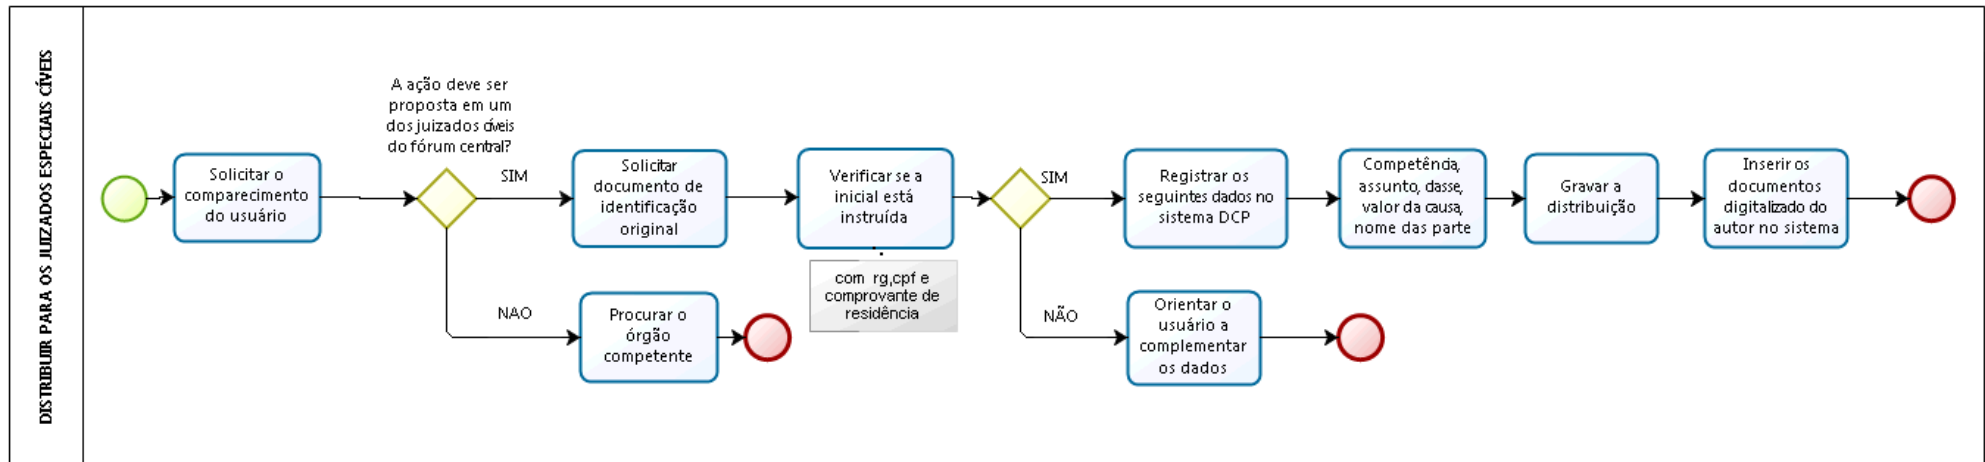 DISTRIBUIR PARA OS JUIZADOS ESPECIAIS CÍVEIS
Solicitar o
comparecimento
do usuário
A ação deve ser
proposta em um
dos juizados cíveis
do fórum central?
SIM
NAO
Solicitar
documento de
identificação
original
Procurar o
órgão
competente
Verificar se a
inicial está
instruída
com rg,cpf e
comprovante de
residência
SIM
NÃO
Registrar os
seguintes dados no
sistema DCP
Orientar o
usuário a
complementar
os dados
Competência,
assunto, classe,
valor da causa,
nome das parte
Gravar a
distribuição
Inserir os
documentos
digitalizado do
autor no sistema